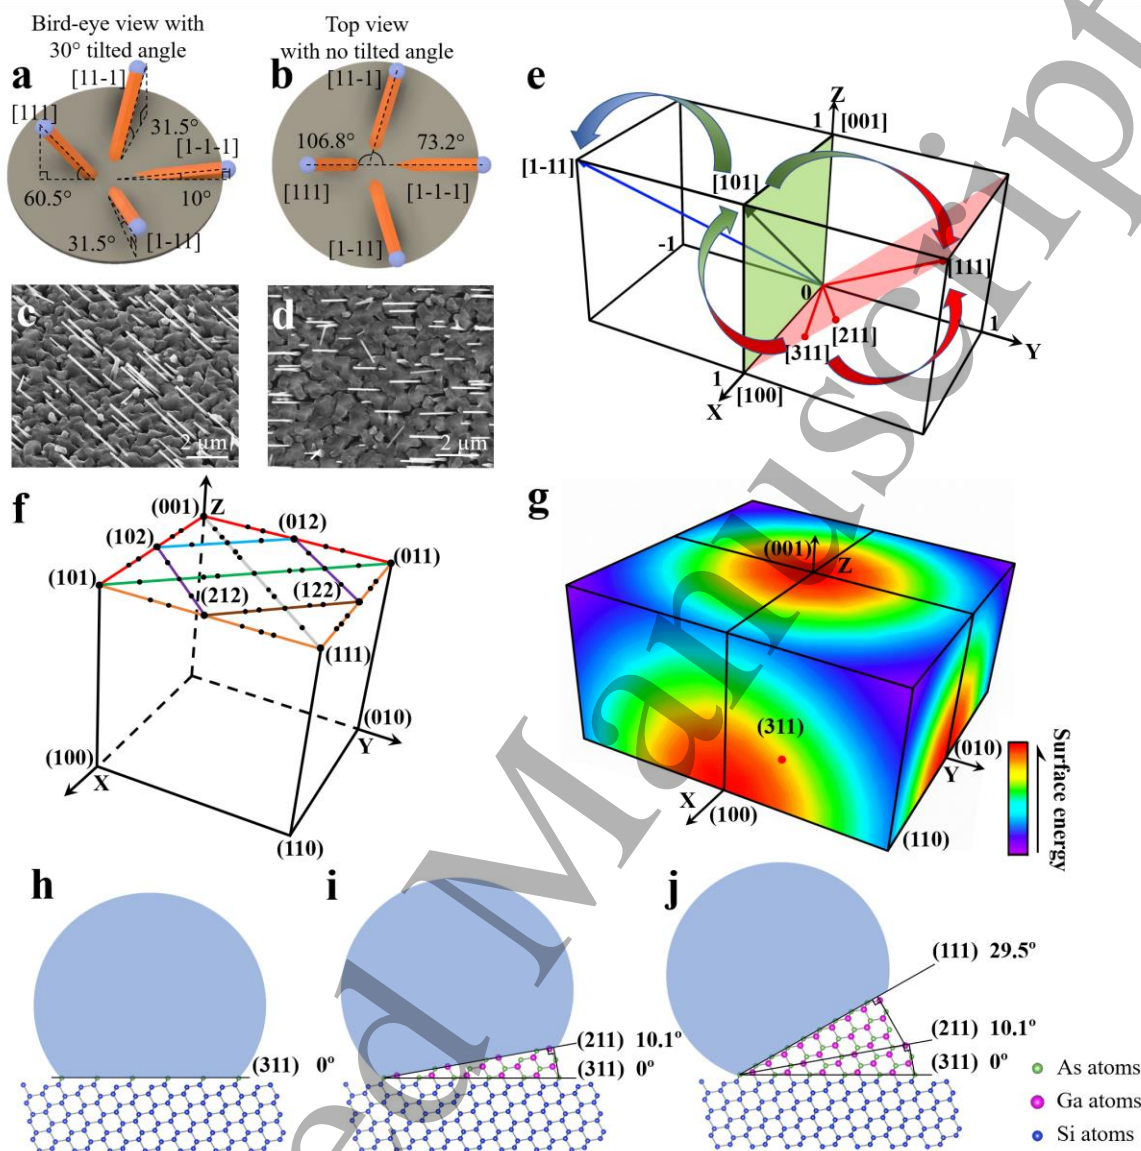 Bird-eye view with
30° tilted angle
Top view
with no tilted angle
a
[11-1]
[111]
31.5°
[1-1-1]
60.5°
10°
31.5°
[1-11]
b
[11-1]
106.8°
73.2°
[111]
[1-1-1]
[1-11]
c
2 μm
d
2 μm
e
Z
1
[001]
[1-11]
[101]
-1
[111]
0
[211]
[311]
1
Y
1
[100]
X
f
(001)
Z
(012)
(102)
(011)
(101)
(212)
(122)
(111)
(010)
Y
(100)
X
(110)
g
(001)
Z
(311)
(010)
Y
X
(100)
(110)
Surface energy
h
(311) 0°
i
(211) 10.1°
(311) 0°
j
(111) 29.5°
(211) 10.1°
(311) 0°
As atoms
Ga atoms
Si atoms
ed Manuscript